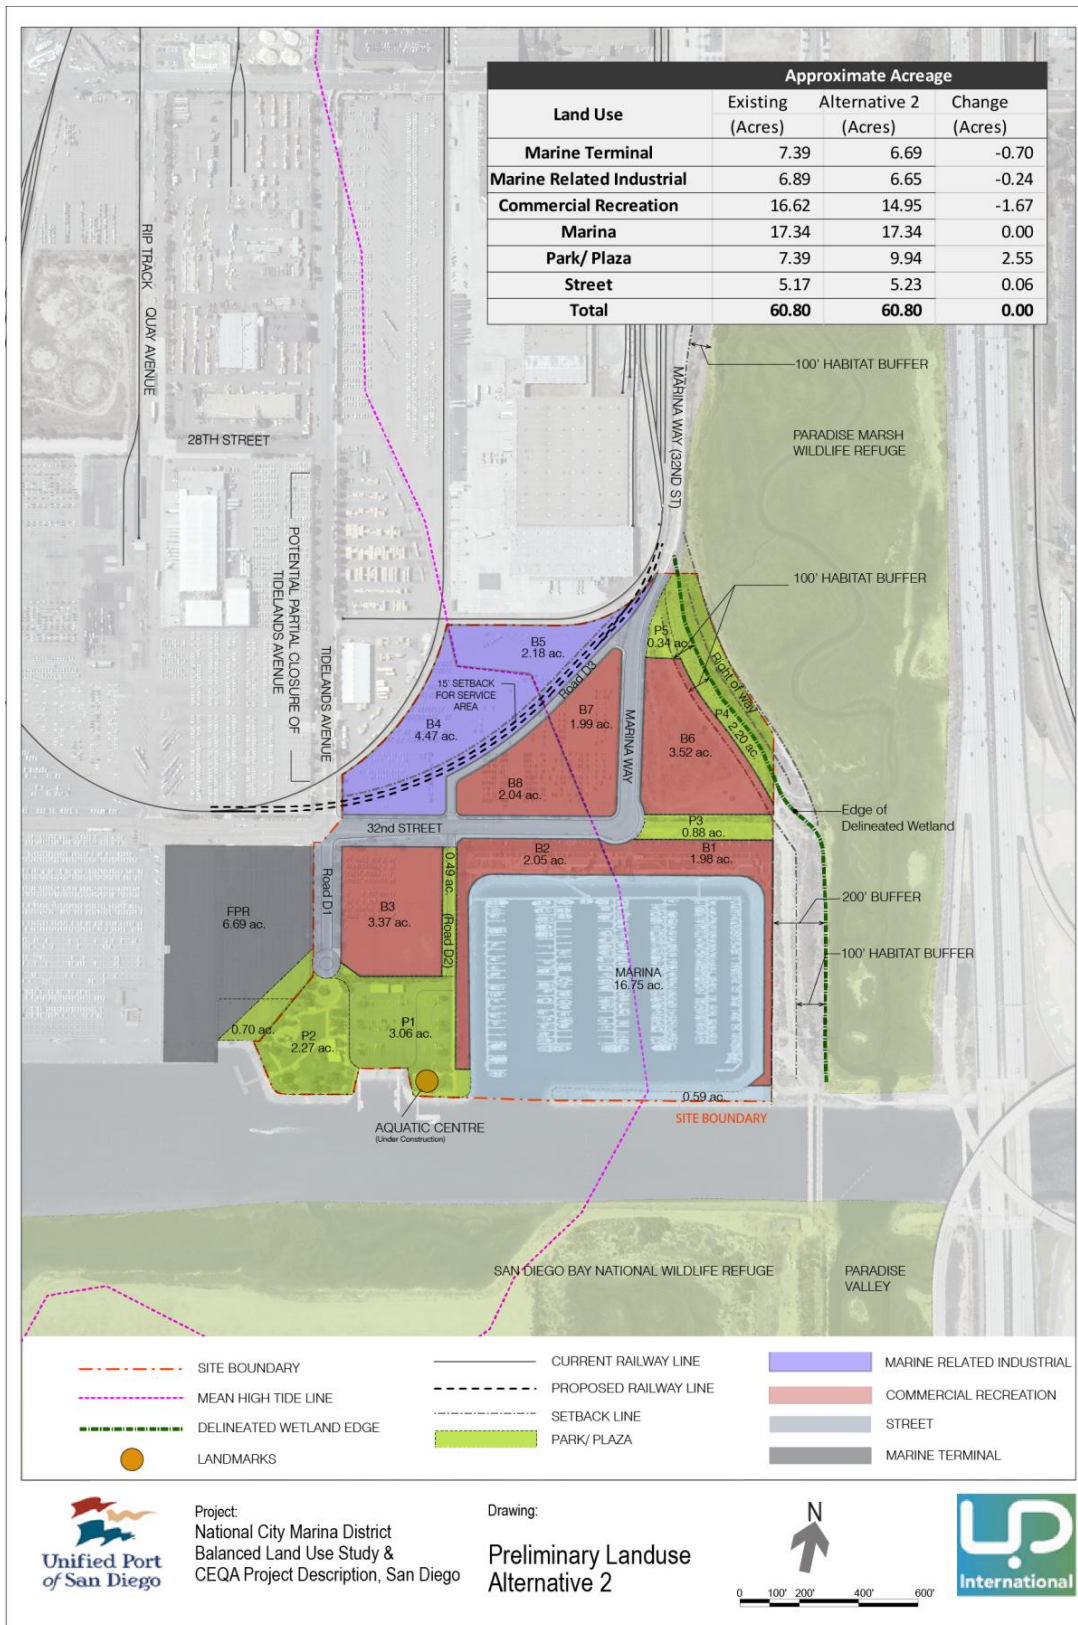 Approximate Acreage
Land Use
Existing Alternative 2 Change
(Acres) (Acres) (Acres)
Marine Terminal 7.39 6.69 -0.70
Marine Related Industrial 6.89 6.65 -0.24
Commercial Recreation 16.62 14.95 -1.67
Marina 17.34 17.34 0.00
Park/ Plaza 7.39 9.94 2.55
Street 5.17 5.23 0.06
Total 60.80 60.80 0.00
RIP TRACK
QUAY AVENUE
28TH STREET
POTENTIAL PARTIAL CLOSURE OF
TIDELANDS AVENUE
TIDELANDS AVENUE
MARINA WAY (32ND ST)
100' HABITAT BUFFER
PARADISE MARSH
WILDLIFE REFUGE
100' HABITAT BUFFER
B5
2.18 ac.
P5
0.34 ac.
Right of way
15' SETBACK
FOR SERVICE
AREA
Road D3
B4
4.47 ac.
B7
1.99 ac.
MARINA WAY
B6
3.52 ac.
P4
2.20 ac.
B8
2.04 ac.
Edge of
Delineated Wetland
32nd STREET
P3
0.88 ac.
B2
2.05 ac.
B1
1.98 ac.
Road D1
0.49 ac.
(Road D2)
FPR
6.69 ac.
B3
3.37 ac.
200' BUFFER
100' HABITAT BUFFER
MARINA
16.75 ac.
0.70 ac.
P2
2.27 ac.
P1
3.06 ac.
0.59 ac.
SITE BOUNDARY
AQUATIC CENTRE
(Under Construction)
SAN DIEGO BAY NATIONAL WILDLIFE REFUGE
PARADISE
VALLEY
SITE BOUNDARY
MEAN HIGH TIDE LINE
DELINEATED WETLAND EDGE
LANDMARKS
CURRENT RAILWAY LINE
PROPOSED RAILWAY LINE
SETBACK LINE
PARK/ PLAZA
MARINE RELATED INDUSTRIAL
COMMERCIAL RECREATION
STREET
MARINE TERMINAL
Unified Port
of San Diego
Project:
National City Marina District
Balanced Land Use Study &
CEQA Project Description, San Diego
Drawing:
Preliminary Landuse
Alternative 2
N
0 100' 200' 400' 600'
UP
International